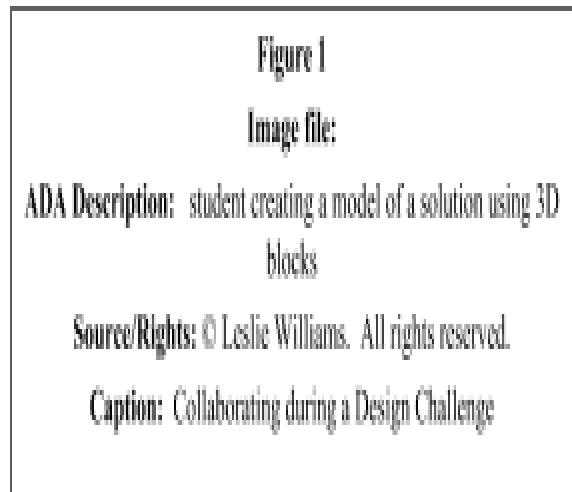 Figure 1
Image file:
ADA Description: student creating a model of a solution using 3D
blocks
Source/Rights: © Leslie Williams. All rights reserved.
Caption: Collaborating during a Design Challenge